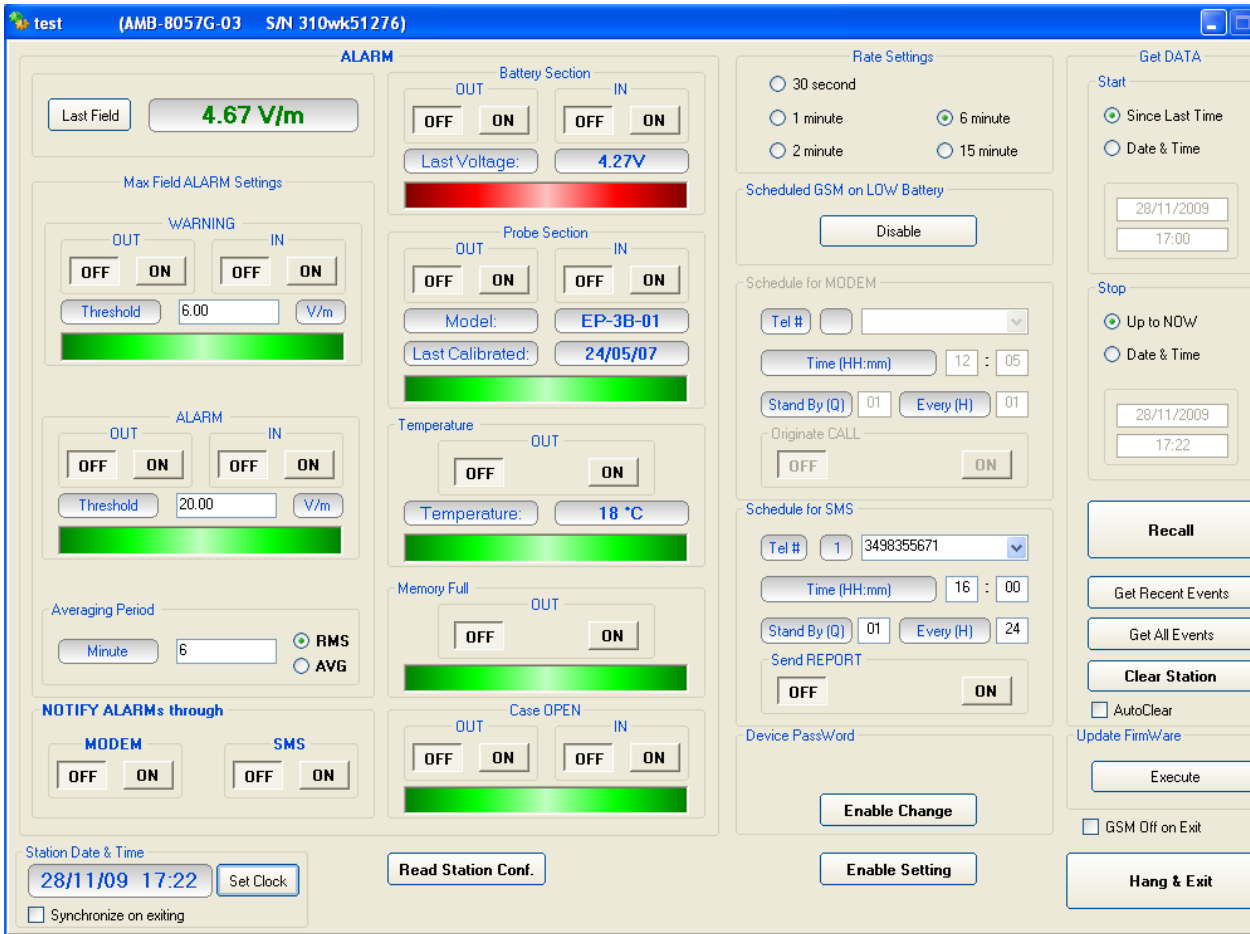 test (AMB-8057G-03 S/N 310wk51276)
ALARM
Last Field 4.67 V/m
Max Field ALARM Settings
WARNING
OUT IN
OFF ON OFF ON
Threshold 6.00 V/m
ALARM
OUT IN
OFF ON OFF ON
Threshold 20.00 V/m
Averaging Period
Minute 6 RMS
AVG
NOTIFY ALARMs through
MODEM SMS
OFF ON OFF ON
Station Date & Time
28/11/09 17:22 Set Clock
Synchronize on exiting
Battery Section
OUT IN
OFF ON OFF ON
Last Voltage: 4.27V
Probe Section
OUT IN
OFF ON OFF ON
Model: EP-3B-01
Last Calibrated: 24/05/07
Temperature
OUT
OFF ON
Temperature: 18 °C
Memory Full
OUT
OFF ON
Case OPEN
OUT IN
OFF ON OFF ON
Read Station Conf.
Rate Settings
30 second
1 minute 6 minute
2 minute 15 minute
Scheduled GSM on LOW Battery
Disable
Schedule for MODEM
Tel #
Time (HH:mm) 12 : 05
Stand By (Q) 01 Every (H) 01
Originate CALL
OFF ON
Schedule for SMS
Tel # 1 3498355671
Time (HH:mm) 16 : 00
Stand By (Q) 01 Every (H) 24
Send REPORT
OFF ON
Device PassWord
Enable Change
Enable Setting
Get DATA
Start
Since Last Time
Date & Time
28/11/2009
17:00
Stop
Up to NOW
Date & Time
28/11/2009
17:22
Recall
Get Recent Events
Get All Events
Clear Station
AutoClear
Update FirmWare
Execute
GSM Off on Exit
Hang & Exit